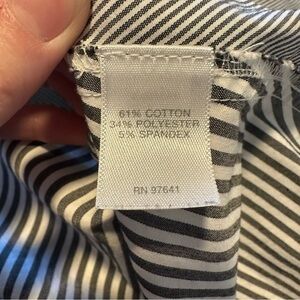 61% COTTON
34% POLYESTER
5% SPANDEX
RN 97641